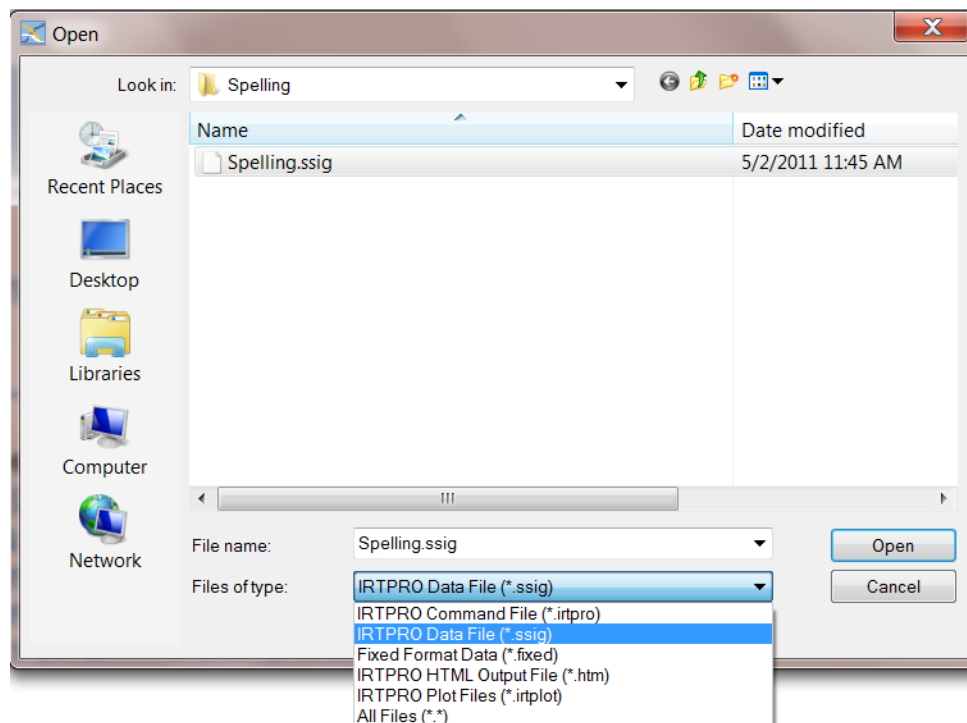 Open
Look in: Spelling
Name Date modified
Spelling.ssig 5/2/2011 11:45 AM
Recent Places
Desktop
Libraries
Computer
Network
File name: Spelling.ssig Open
Files of type: IRTPRO Data File (*.ssig) Cancel
IRTPRO Command File (*.irtpro)
IRTPRO Data File (*.ssig)
Fixed Format Data (*.fixed)
IRTPRO HTML Output File (*.htm)
IRTPRO Plot Files (*.irtplot)
All Files (*.*)